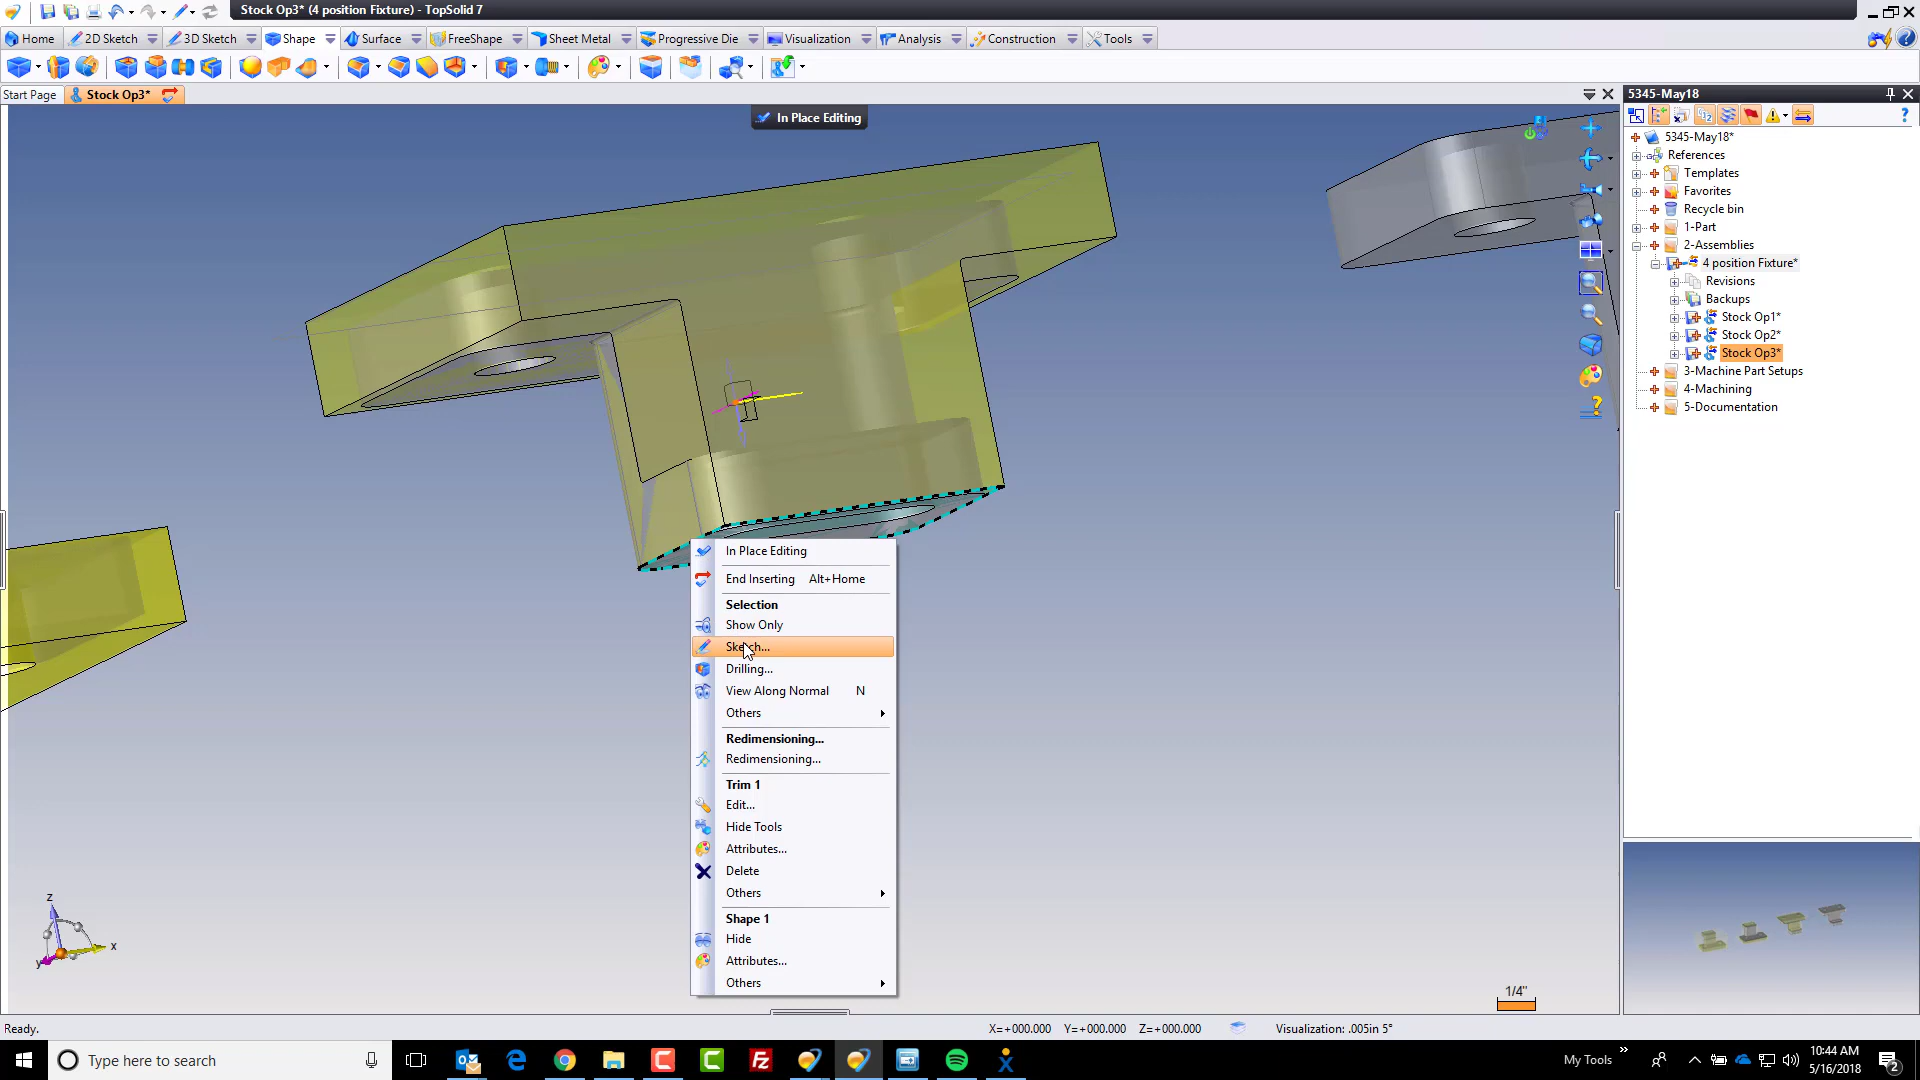 Stock Op3* (4 position Fixture*) - TopSolid 7
Home 2D Sketch 3D Sketch Shape Surface FreeShape Sheet Metal Progressive Die Visualization Analysis Construction Tools
Start Page Stock Op3*
In Place Editing
5345-May18
5345-May18*
References
Templates
Favorites
Recycle bin
1-Part
2-Assemblies
4 position Fixture*
Revisions
Backups
Stock Op1*
Stock Op2*
Stock Op3*
3-Machine Part Setups
4-Machining
5-Documentation
In Place Editing
End Inserting Alt+Home
Selection
Show Only
Sketch...
Drilling...
View Along Normal N
Others
Redimensioning...
Redimensioning...
Trim 1
Edit...
Hide Tools
Attributes...
Delete
Others
Shape 1
Hide
Attributes...
Others
z
x
y
1/4"
Ready.
X=+000.000 Y=+000.000 Z=+000.000
Visualization: .005in 5°
Type here to search
My Tools
10:44 AM
5/16/2018
2